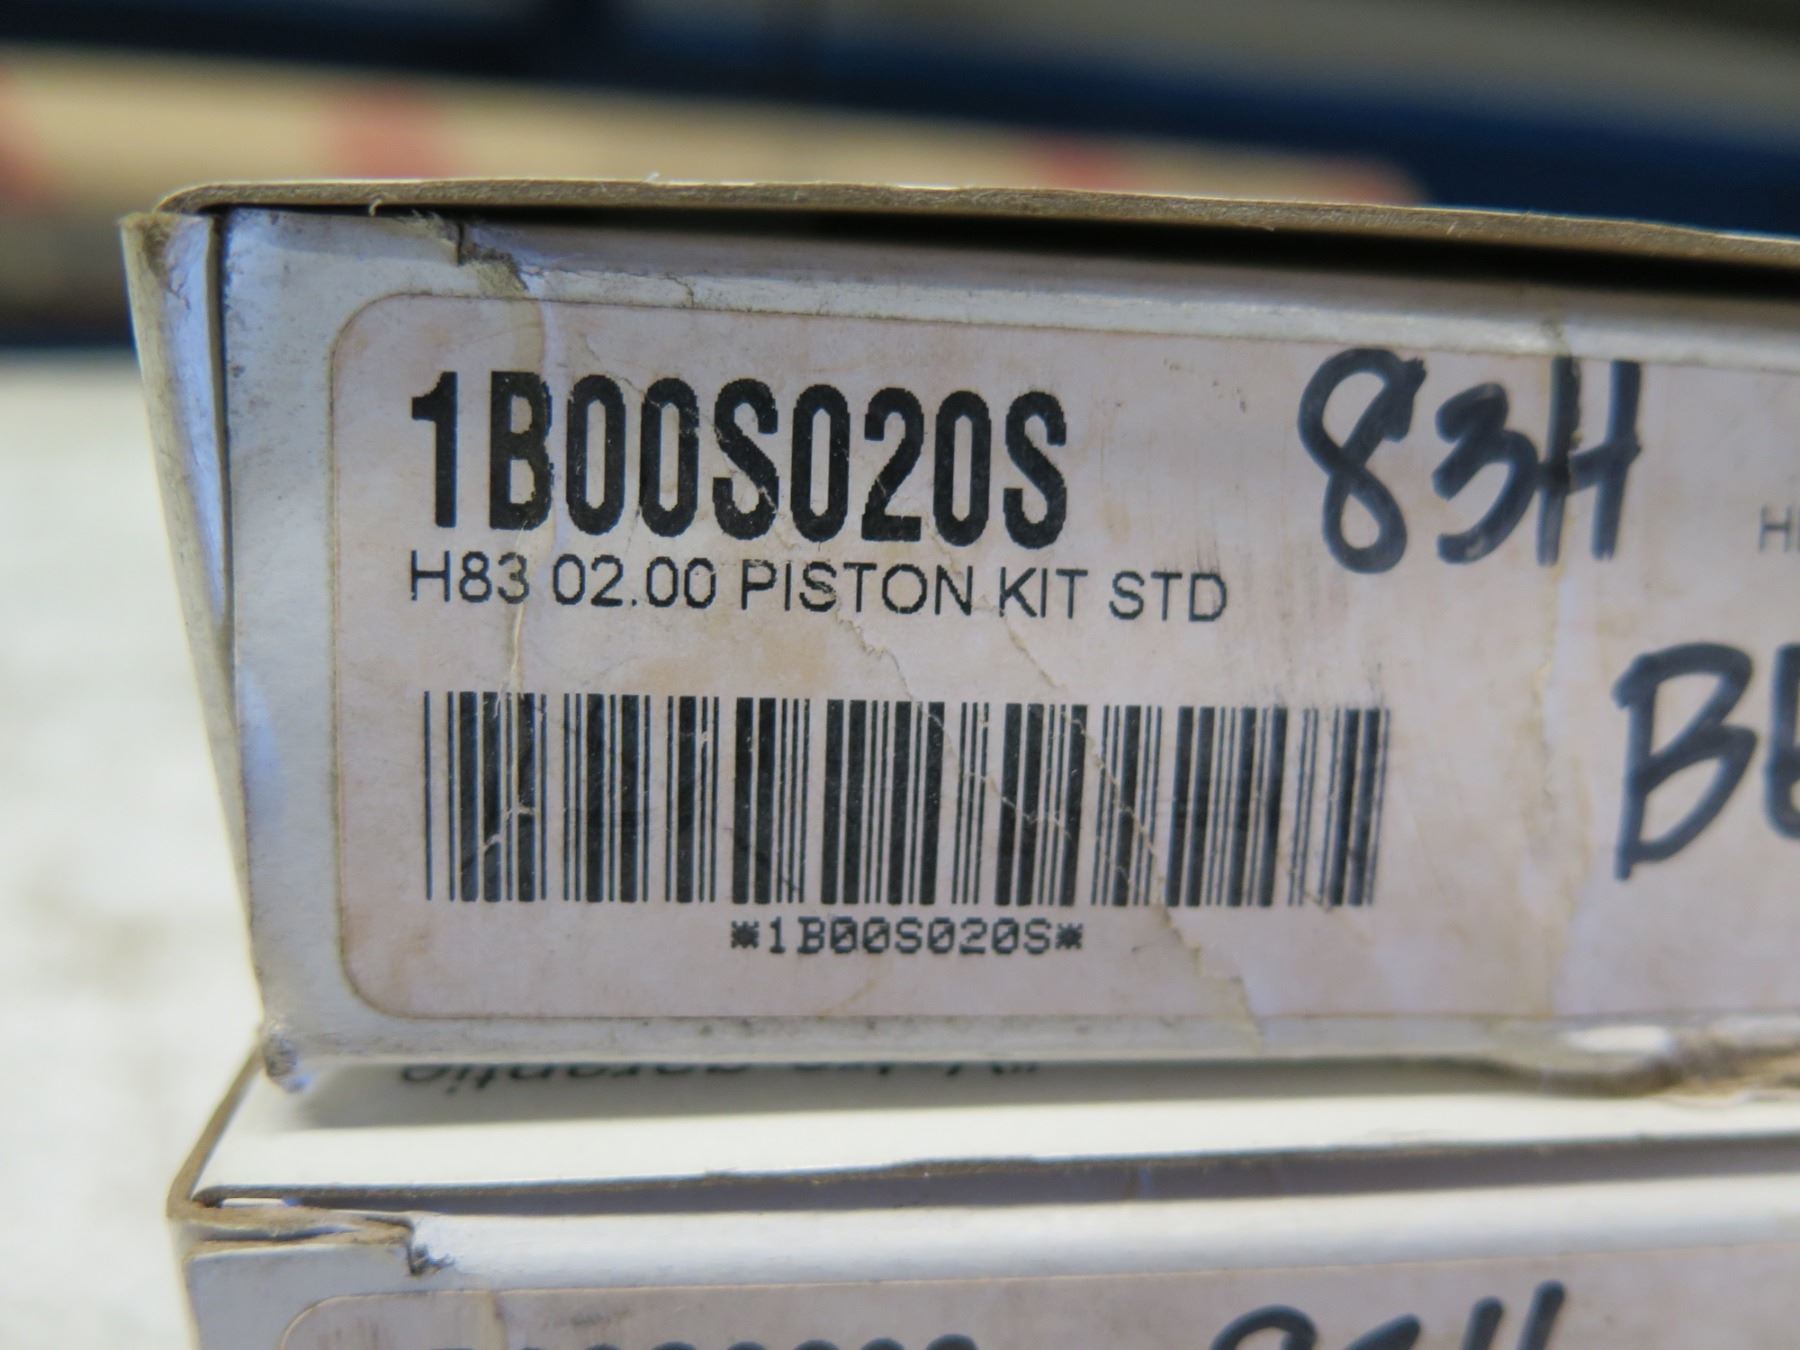 1B00S020S
83H
H83 02.00 PISTON KIT STD
*1B00S020S*